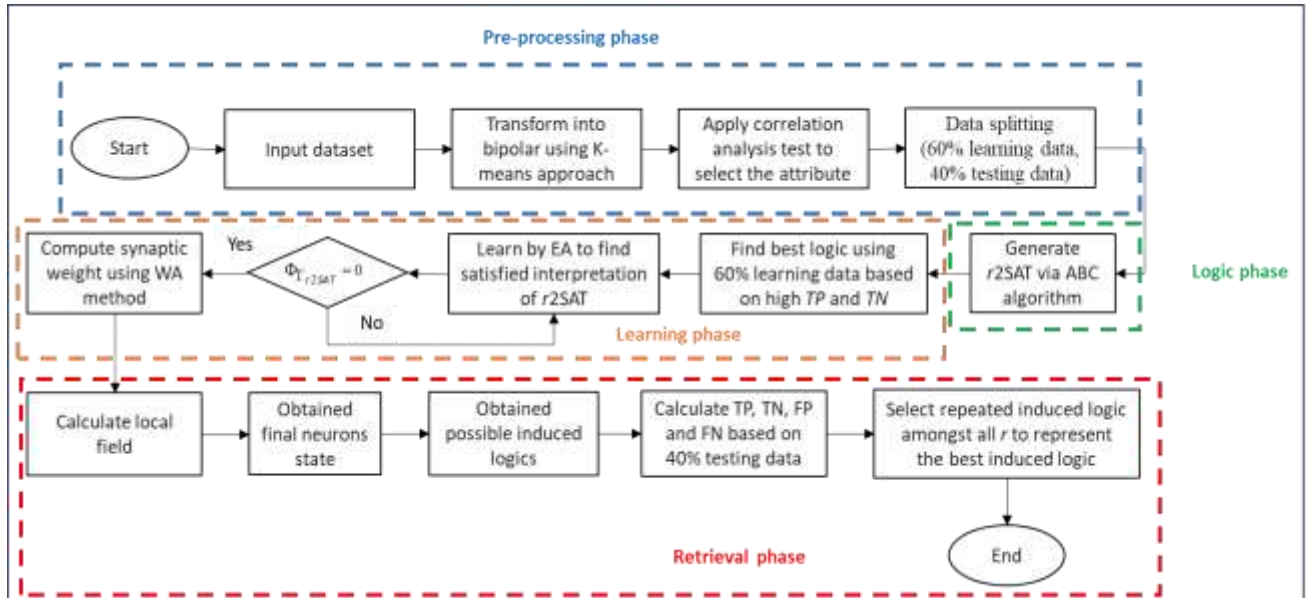 Pre-processing phase
Start
Input dataset
Transform into
bipolar using K-
means approach
Apply correlation
analysis test to
select the attribute
Data splitting
(60% learning data,
40% testing data)
Generate
r2SAT via ABC
algorithm
Logic phase
Find best logic using
60% learning data based
on high TP and TN
Learn by EA to find
satisfied interpretation
of r2SAT
Φ_{Γ_{r2SAT}} = 0
Yes
No
Compute synaptic
weight using WA
method
Learning phase
Calculate local
field
Obtained
final neurons
state
Obtained
possible induced
logics
Calculate TP, TN, FP
and FN based on
40% testing data
Select repeated induced logic
amongst all r to represent
the best induced logic
End
Retrieval phase